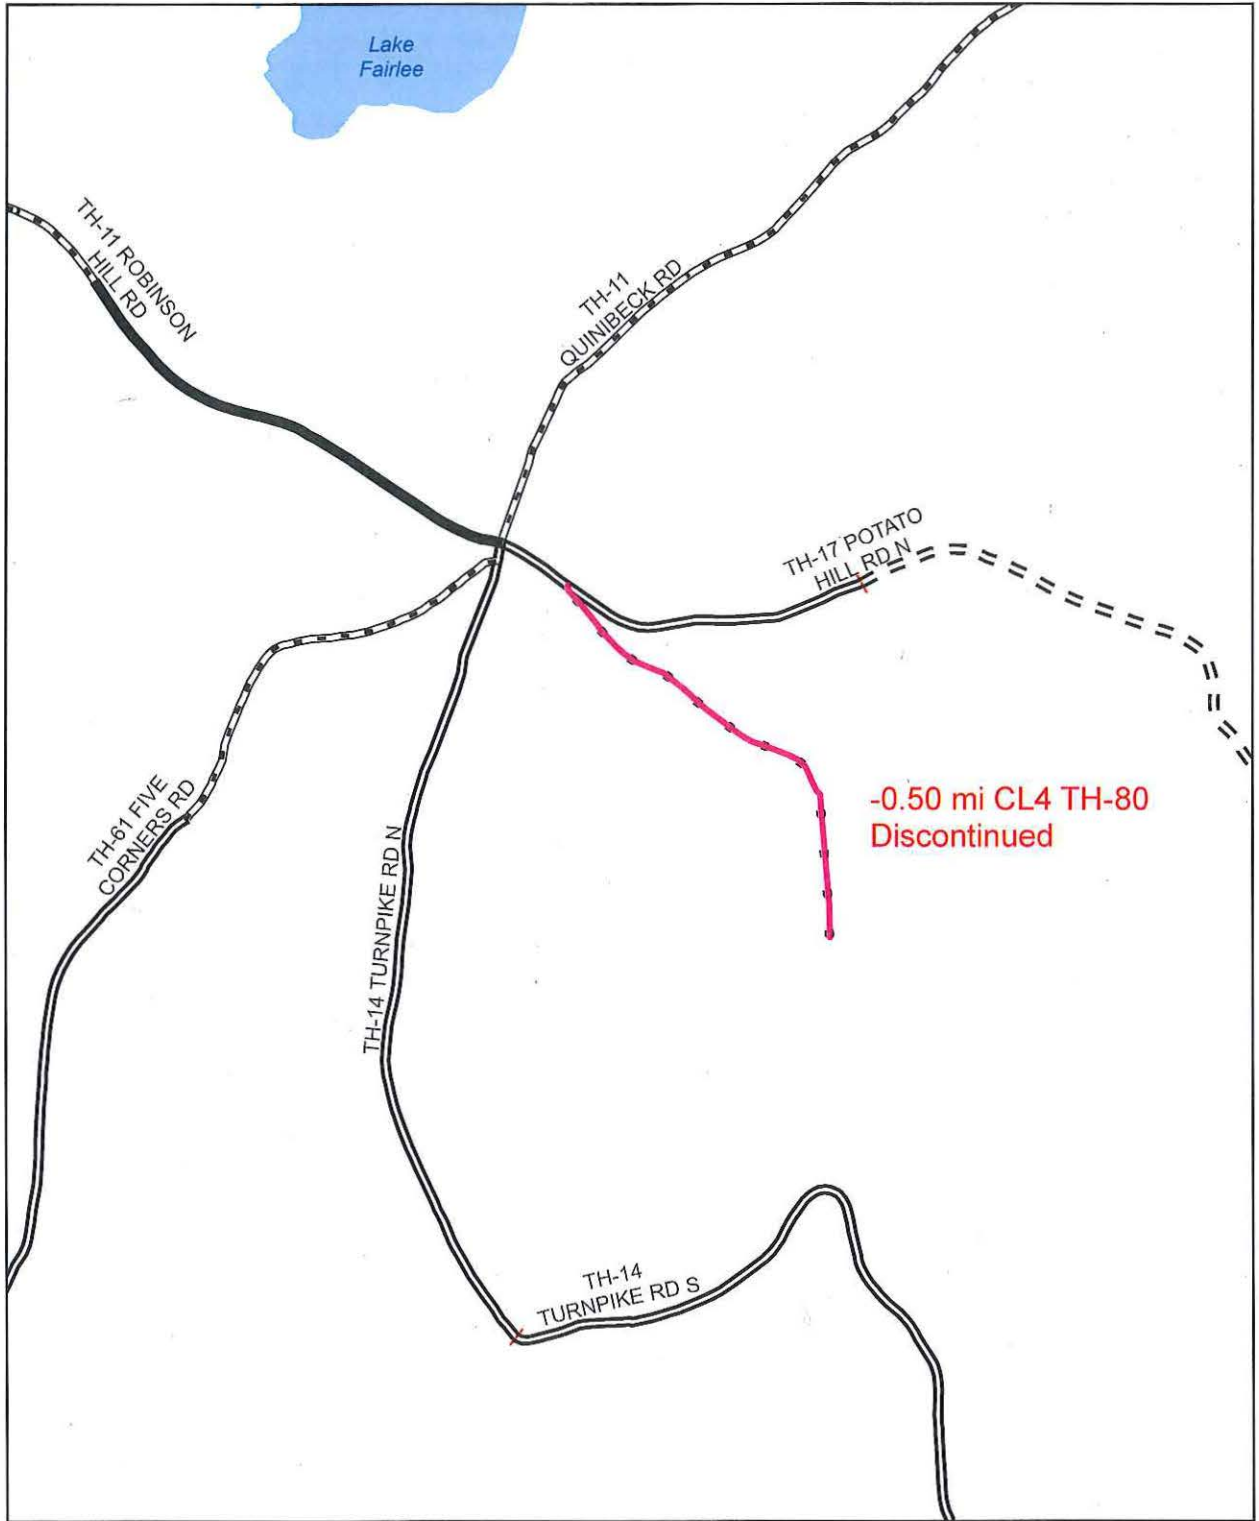 Lake
Fairlee
TH-11 ROBINSON
HILL RD
TH-11
QUINIBECK RD
TH-17 POTATO
HILL RD N
-0.50 mi CL4 TH-80
Discontinued
TH-61 FIVE
CORNERS RD
TH-14 TURNPIKE RD N
TH-14
TURNPIKE RD S